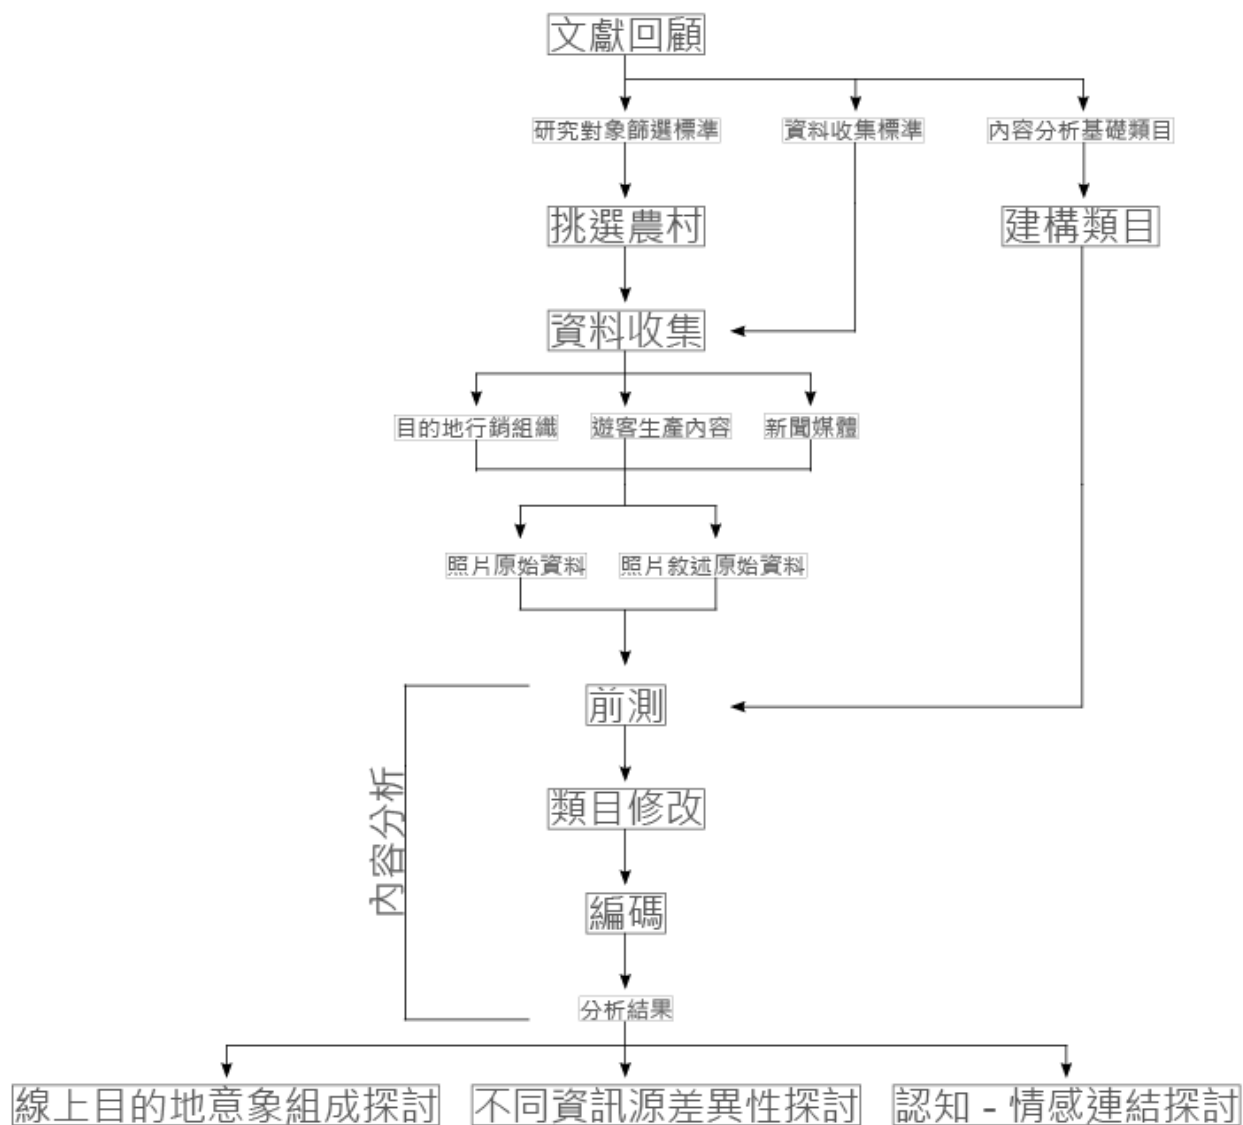 文獻回顧
研究對象篩選標準
資料收集標準
內容分析基礎類目
挑選農村
建構類目
資料收集
目的地行銷組織
遊客生產內容
新聞媒體
照片原始資料
照片敘述原始資料
前測
類目修改
內容分析
編碼
分析結果
線上目的地意象組成探討
不同資訊源差異性探討
認知 - 情感連結探討